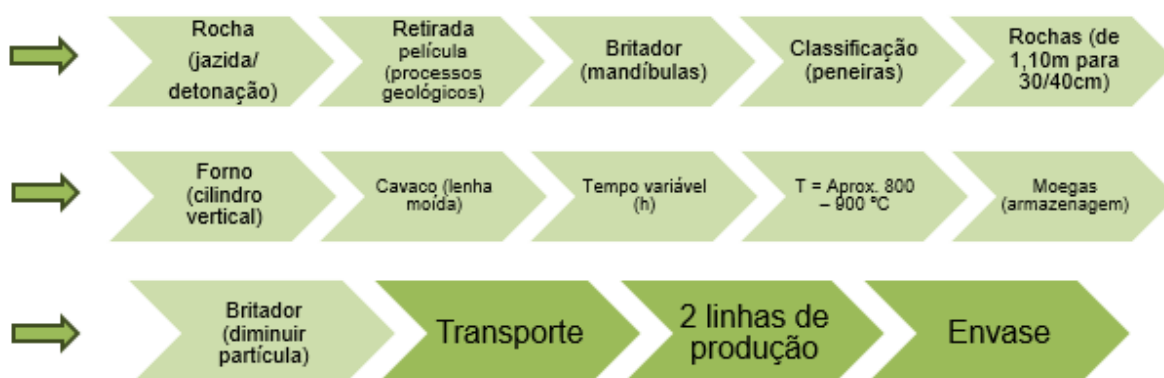 Rocha
(jazida/
detonação)
Retirada
película
(processos
geológicos)
Britador
(mandíbulas)
Classificação
(peneiras)
Rochas (de
1,10m para
30/40cm)
Forno
(cilindro
vertical)
Cavaco (lenha
moída)
Tempo variável
(h)
T = Aprox. 800
– 900 ºC
Moegas
(armazenagem)
Britador
(diminuir
partícula)
Transporte
2 linhas de
produção
Envase